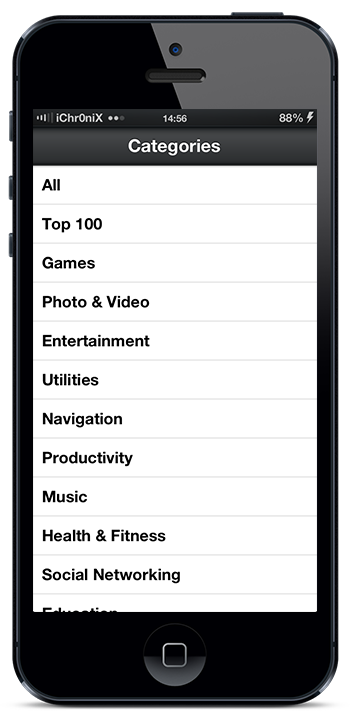 iChr0niX 14:56 88%
Categories
All
Top 100
Games
Photo & Video
Entertainment
Utilities
Navigation
Productivity
Music
Health & Fitness
Social Networking
Education